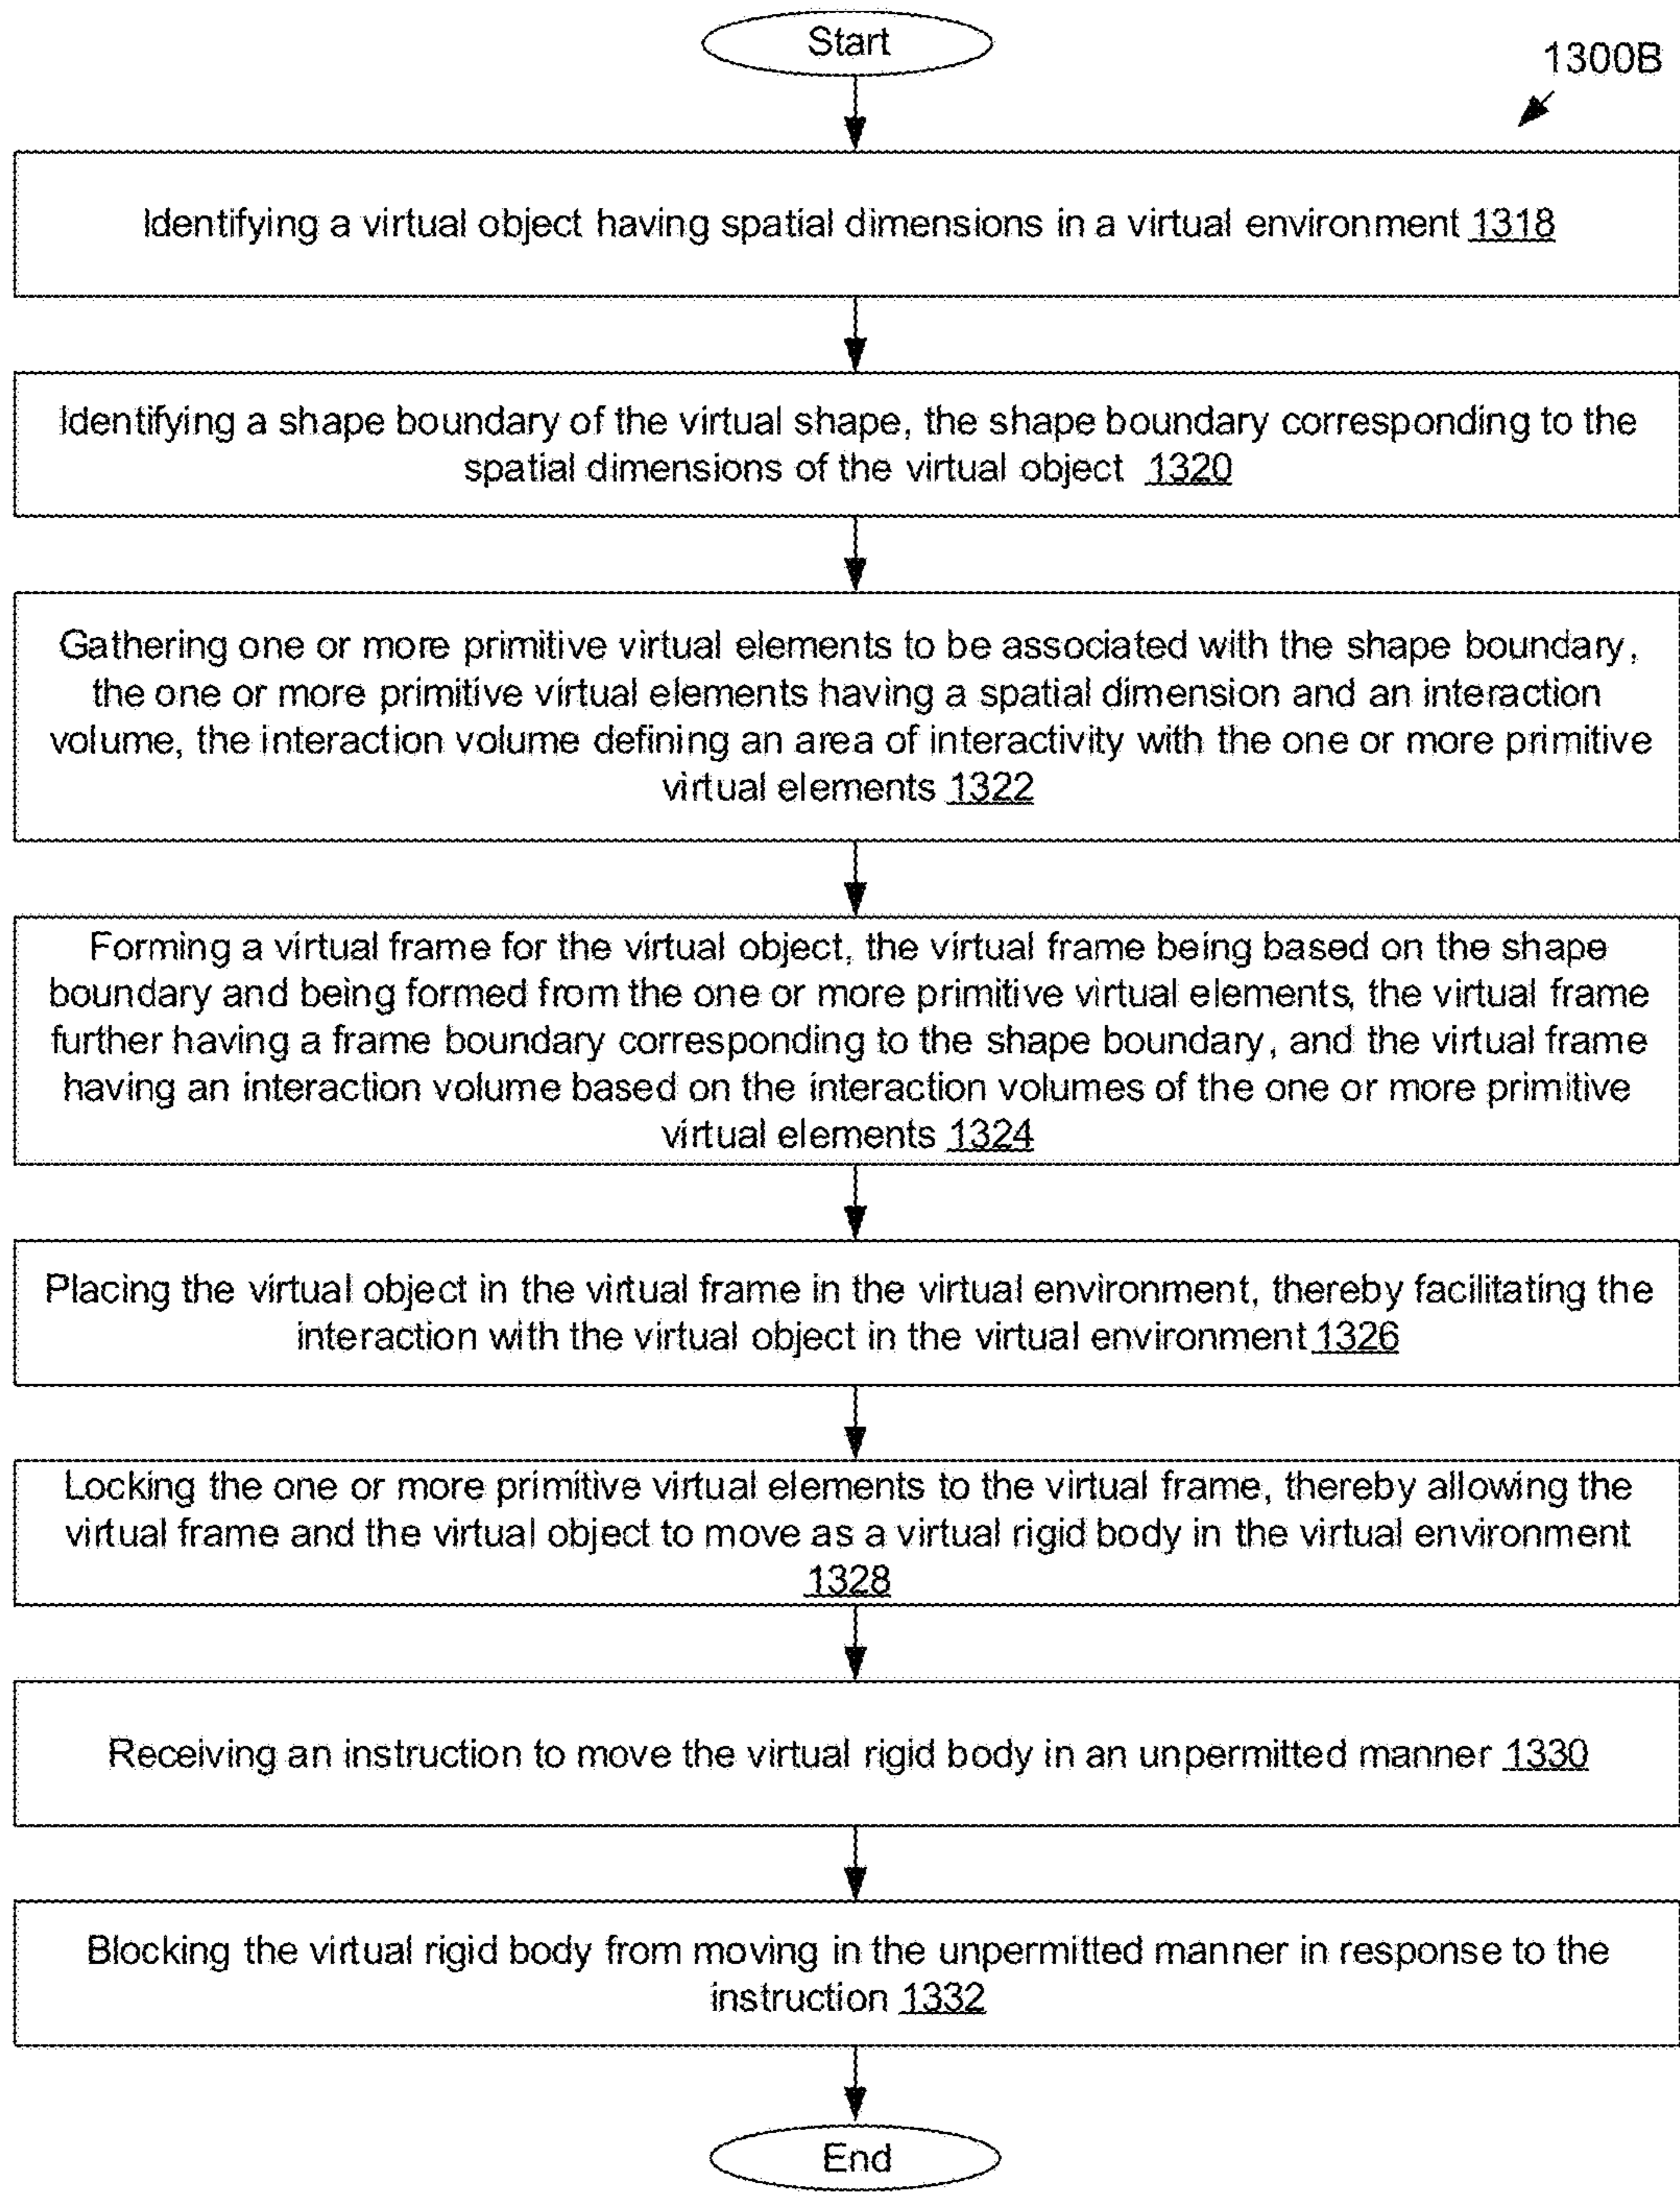 Start
1300B
Identifying a virtual object having spatial dimensions in a virtual environment 1318
Identifying a shape boundary of the virtual shape, the shape boundary corresponding to the
spatial dimensions of the virtual object 1320
Gathering one or more primitive virtual elements to be associated with the shape boundary,
the one or more primitive virtual elements having a spatial dimension and an interaction
volume, the interaction volume defining an area of interactivity with the one or more primitive
virtual elements 1322
Forming a virtual frame for the virtual object, the virtual frame being based on the shape
boundary and being formed from the one or more primitive virtual elements, the virtual frame
further having a frame boundary corresponding to the shape boundary, and the virtual frame
having an interaction volume based on the interaction volumes of the one or more primitive
virtual elements 1324
Placing the virtual object in the virtual frame in the virtual environment, thereby facilitating the
interaction with the virtual object in the virtual environment 1326
Locking the one or more primitive virtual elements to the virtual frame, thereby allowing the
virtual frame and the virtual object to move as a virtual rigid body in the virtual environment
1328
Receiving an instruction to move the virtual rigid body in an unpermitted manner 1330
Blocking the virtual rigid body from moving in the unpermitted manner in response to the
instruction 1332
End